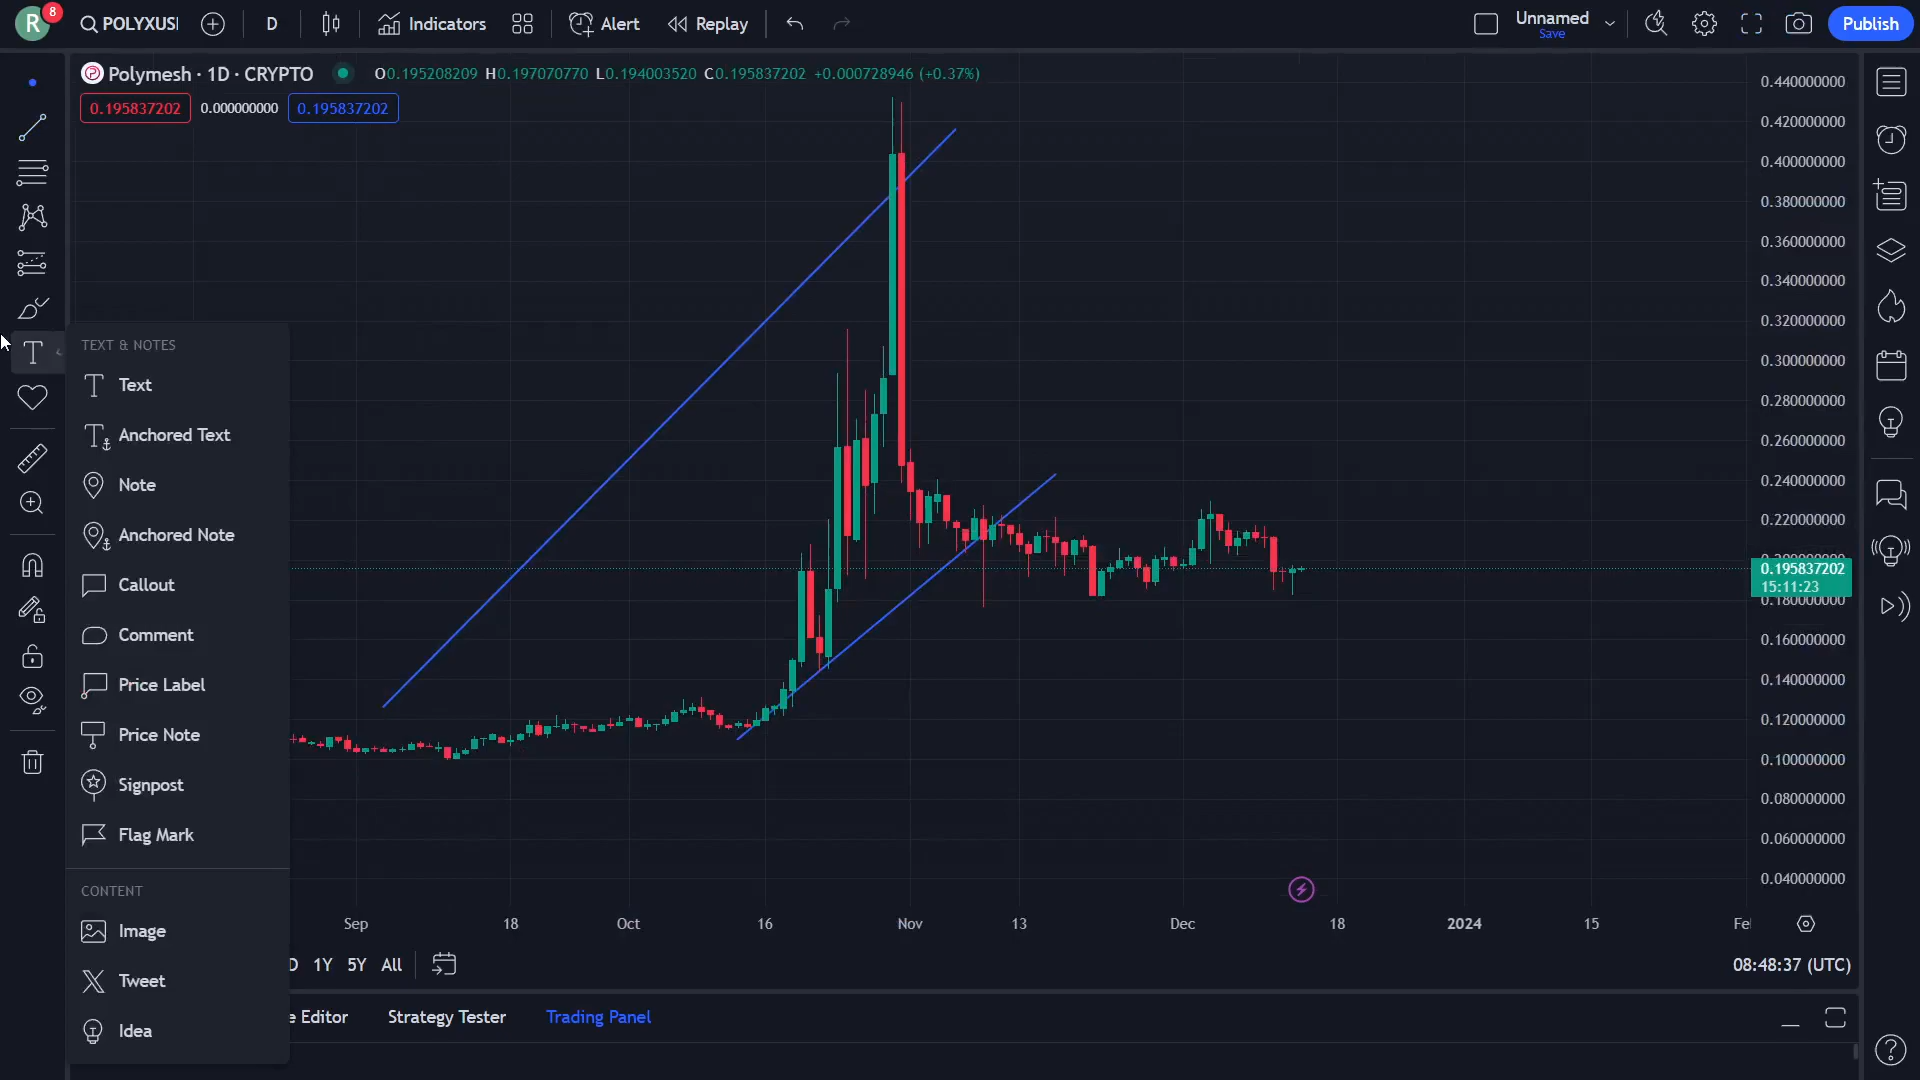 R
8
POLYXUS
D
Indicators
Alert
Replay
Unnamed
Save
Publish
Polymesh · 1D · CRYPTO
O0.195208209 H0.197070770 L0.194003520 C0.195837202 +0.000728946 (+0.37%)
0.195837202
0.000000000
0.195837202
TEXT & NOTES
Text
Anchored Text
Note
Anchored Note
Callout
Comment
Price Label
Price Note
Signpost
Flag Mark
CONTENT
Image
Tweet
Idea
0.440000000
0.420000000
0.400000000
0.380000000
0.360000000
0.340000000
0.320000000
0.300000000
0.280000000
0.260000000
0.240000000
0.220000000
0.195837202
15:11:23
0.180000000
0.160000000
0.140000000
0.120000000
0.100000000
0.080000000
0.060000000
0.040000000
Sep
18
Oct
16
Nov
13
Dec
18
2024
15
Fe
D
1Y
5Y
All
08:48:37 (UTC)
e Editor
Strategy Tester
Trading Panel